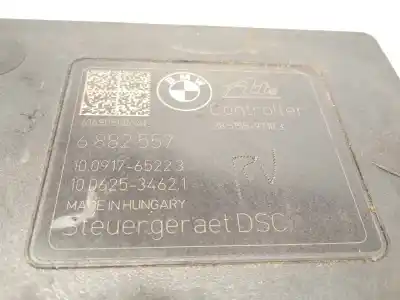 BMW
Ate
Controller
6 882 557
10.0917-6522.3
10.0625-3462.1
MADE IN HUNGARY
Steuergeraet DSC